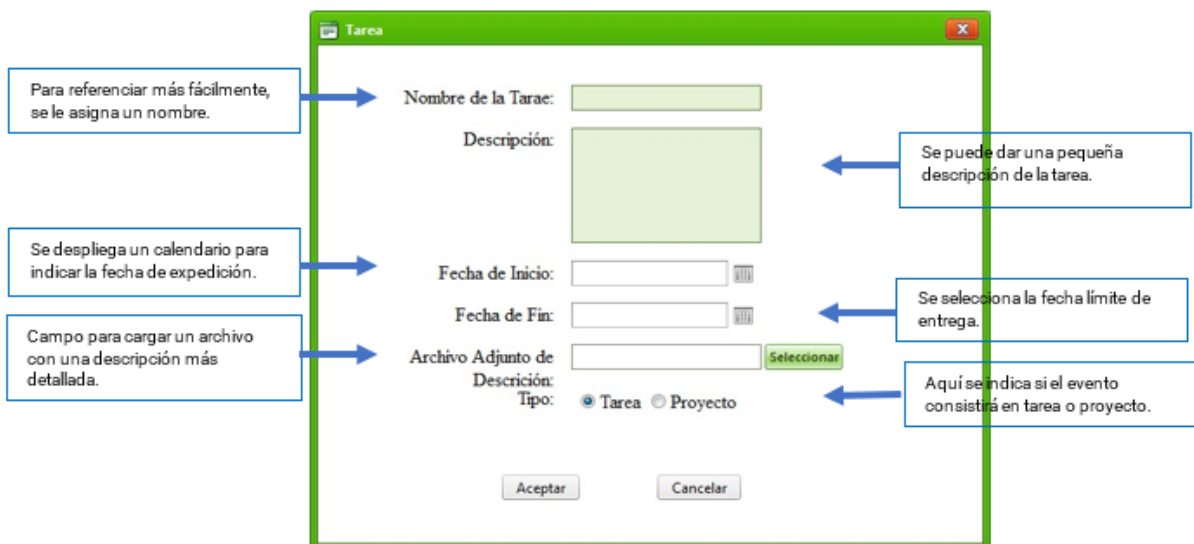 Tarea
Para referenciar más fácilmente,
se le asigna un nombre.
Nombre de la Tarae:
Descripción:
Se puede dar una pequeña
descripción de la tarea.
Se despliega un calendario para
indicar la fecha de expedición.
Fecha de Inicio:
Fecha de Fin:
Se selecciona la fecha límite de
entrega.
Campo para cargar un archivo
con una descripción más
detallada.
Archivo Adjunto de
Descrición:
Seleccionar
Tipo:
Tarea Proyecto
Aquí se indica si el evento
consistirá en tarea o proyecto.
Aceptar Cancelar